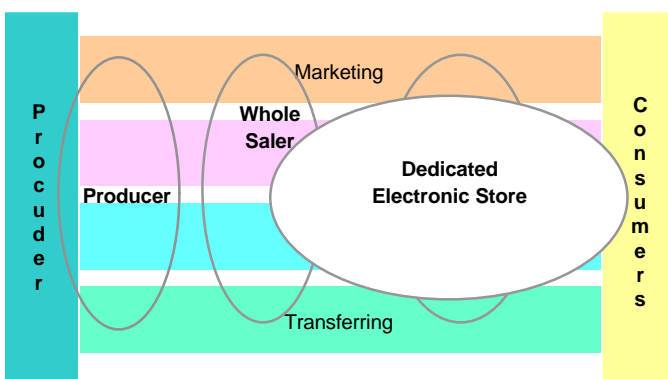 Procuder
Marketing
Whole
Saler
Producer
Dedicated
Electronic Store
Transferring
Consumers